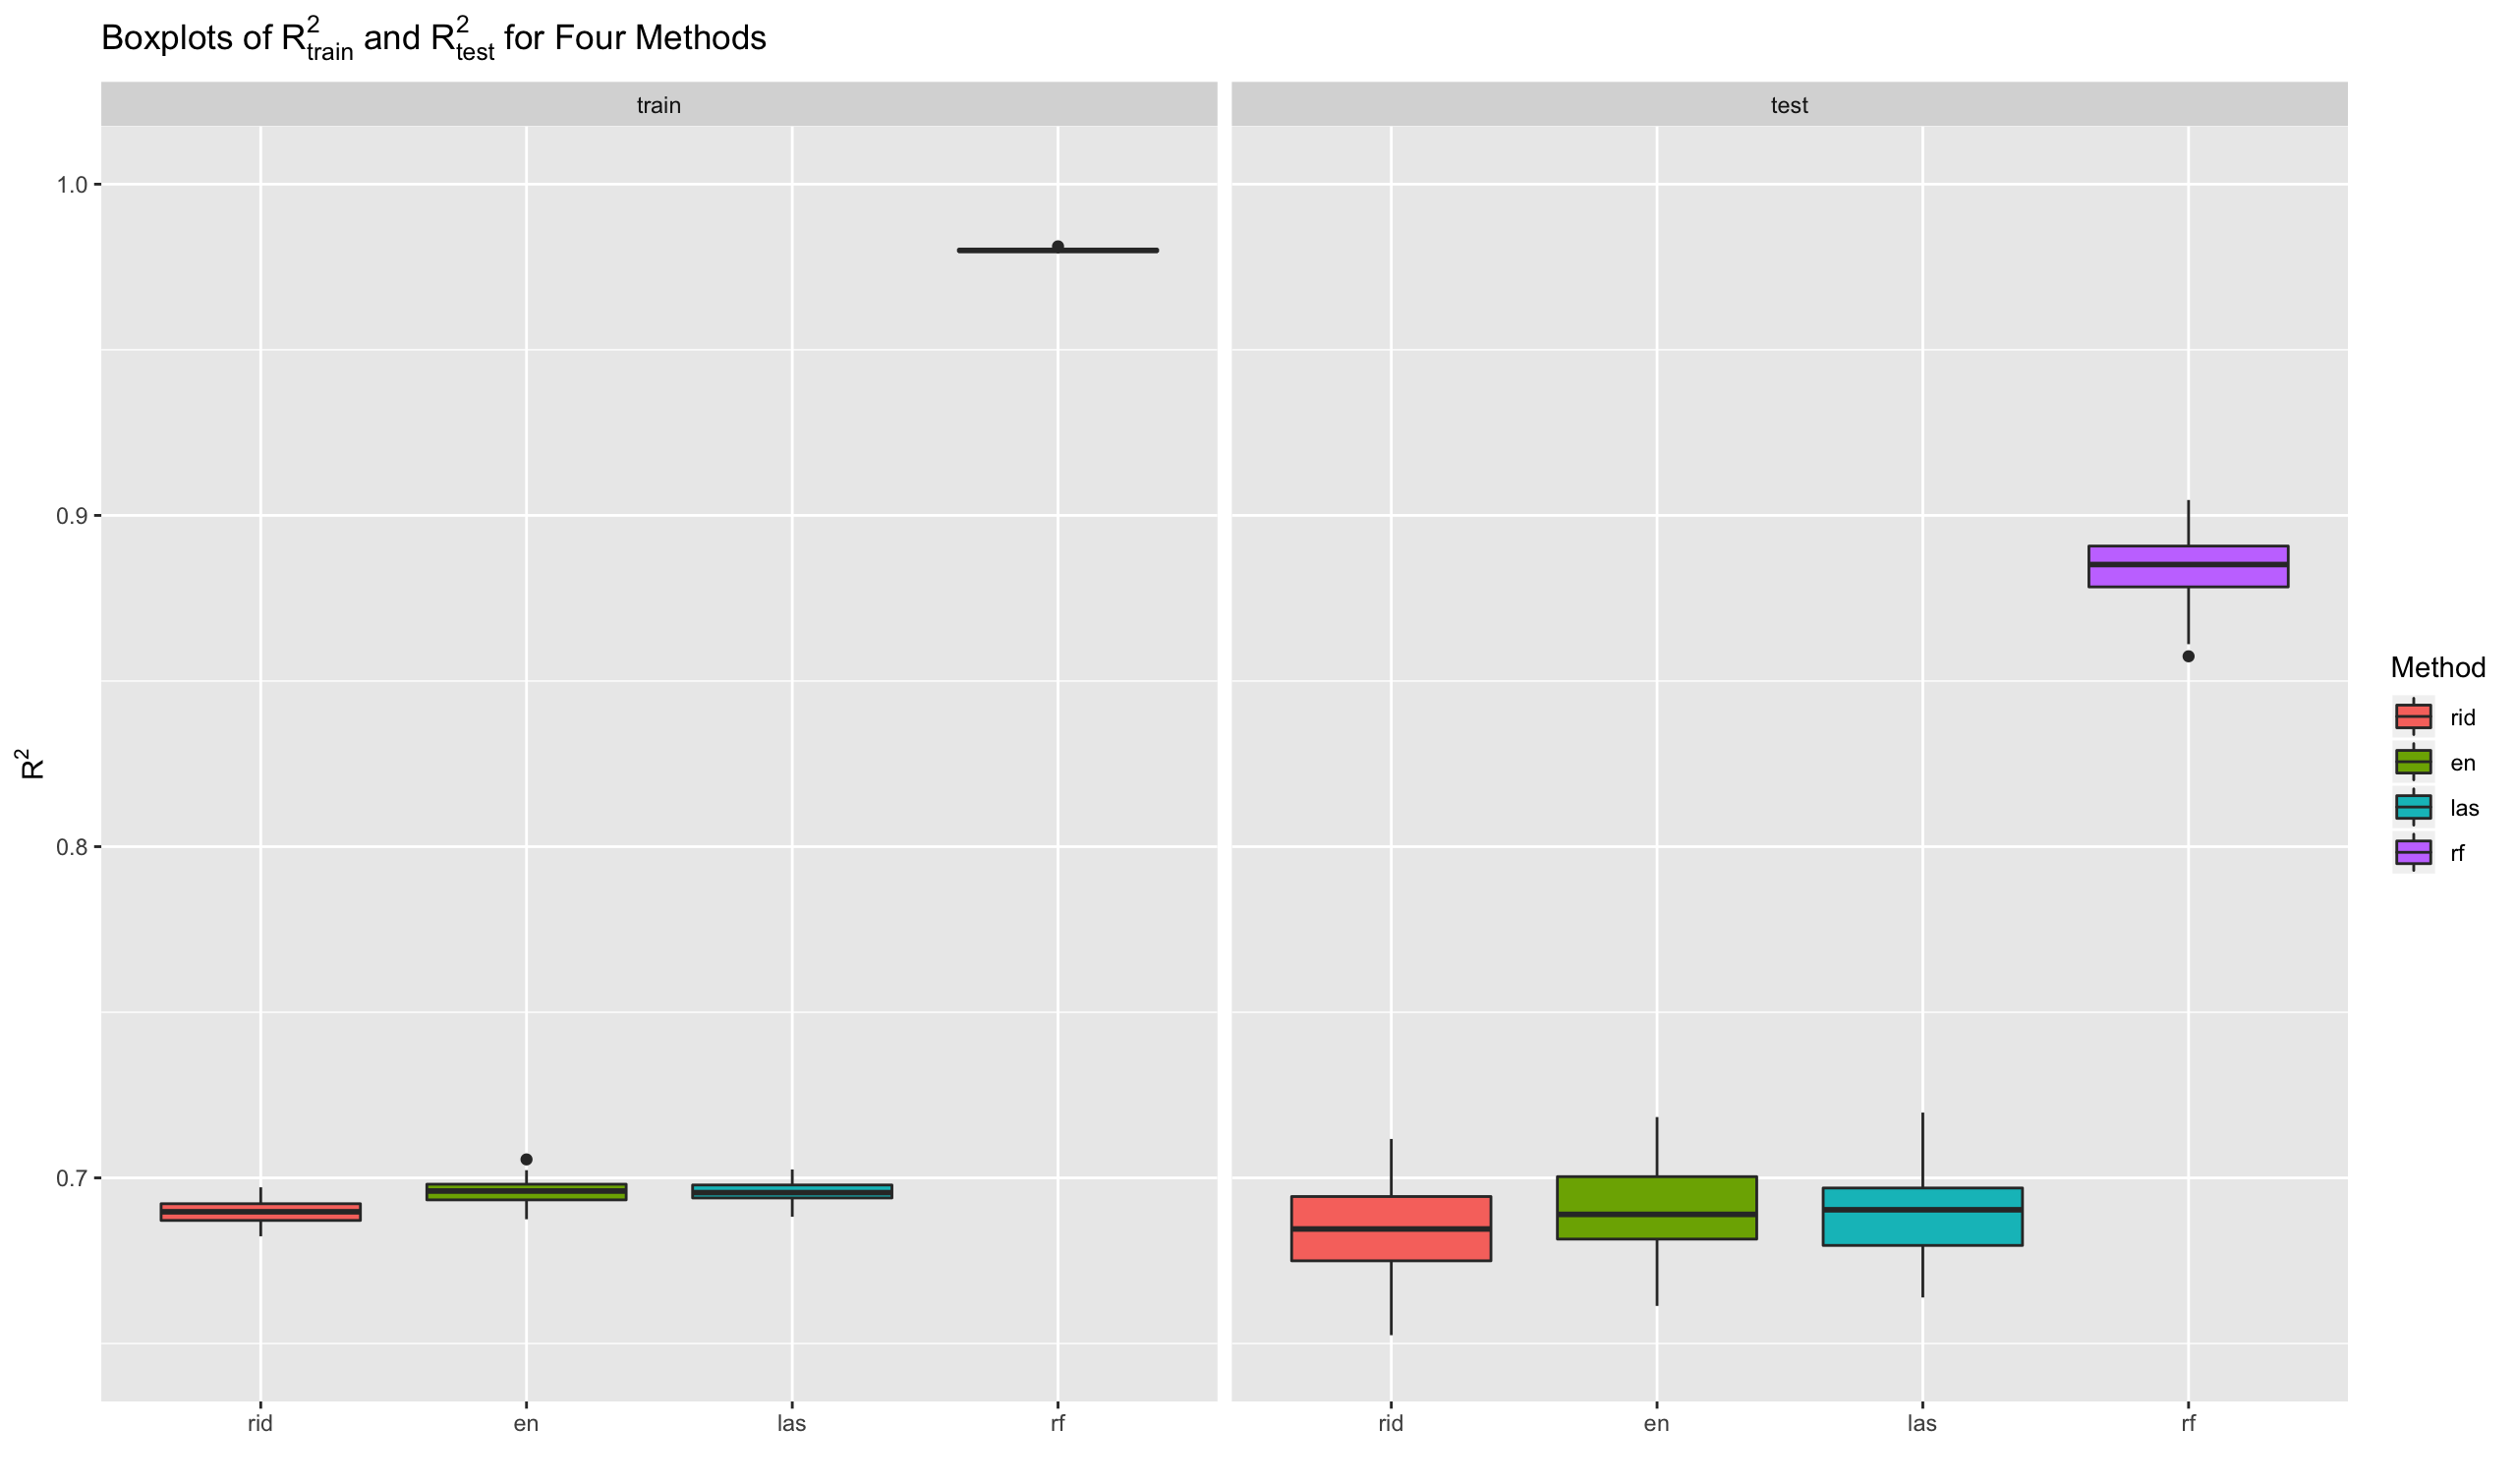 Boxplots of R²train and R²test for Four Methods
train
test
1.0
0.9
0.8
0.7
R²
rid
en
las
rf
rid
en
las
rf
Method
rid
en
las
rf